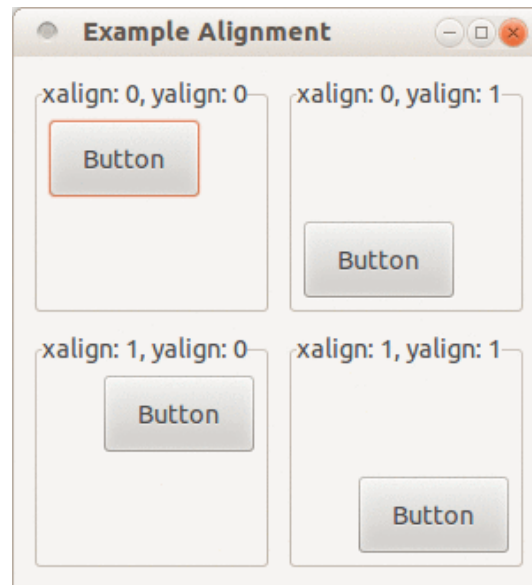 Example Alignment
xalign: 0, yalign: 0
xalign: 0, yalign: 1
Button
Button
xalign: 1, yalign: 0
xalign: 1, yalign: 1
Button
Button